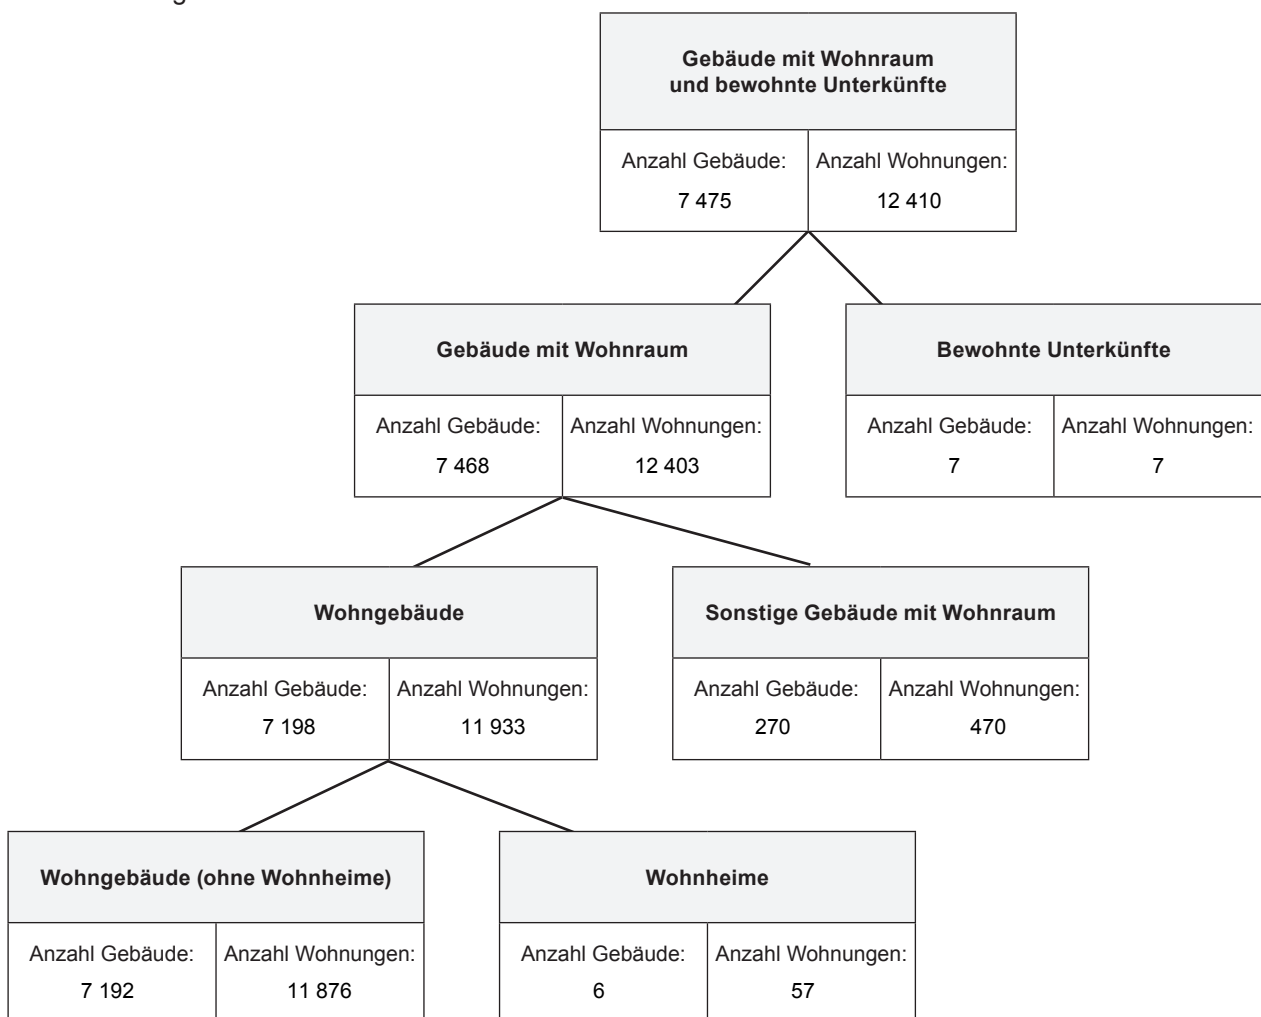 Gebäude mit Wohnraum
und bewohnte Unterkünfte
Anzahl Gebäude: Anzahl Wohnungen:
7 475 12 410
Gebäude mit Wohnraum Bewohnte Unterkünfte
Anzahl Gebäude: Anzahl Wohnungen: Anzahl Gebäude: Anzahl Wohnungen:
7 468 12 403 7 7
Wohngebäude Sonstige Gebäude mit Wohnraum
Anzahl Gebäude: Anzahl Wohnungen: Anzahl Gebäude: Anzahl Wohnungen:
7 198 11 933 270 470
Wohngebäude (ohne Wohnheime) Wohnheime
Anzahl Gebäude: Anzahl Wohnungen: Anzahl Gebäude: Anzahl Wohnungen:
7 192 11 876 6 57